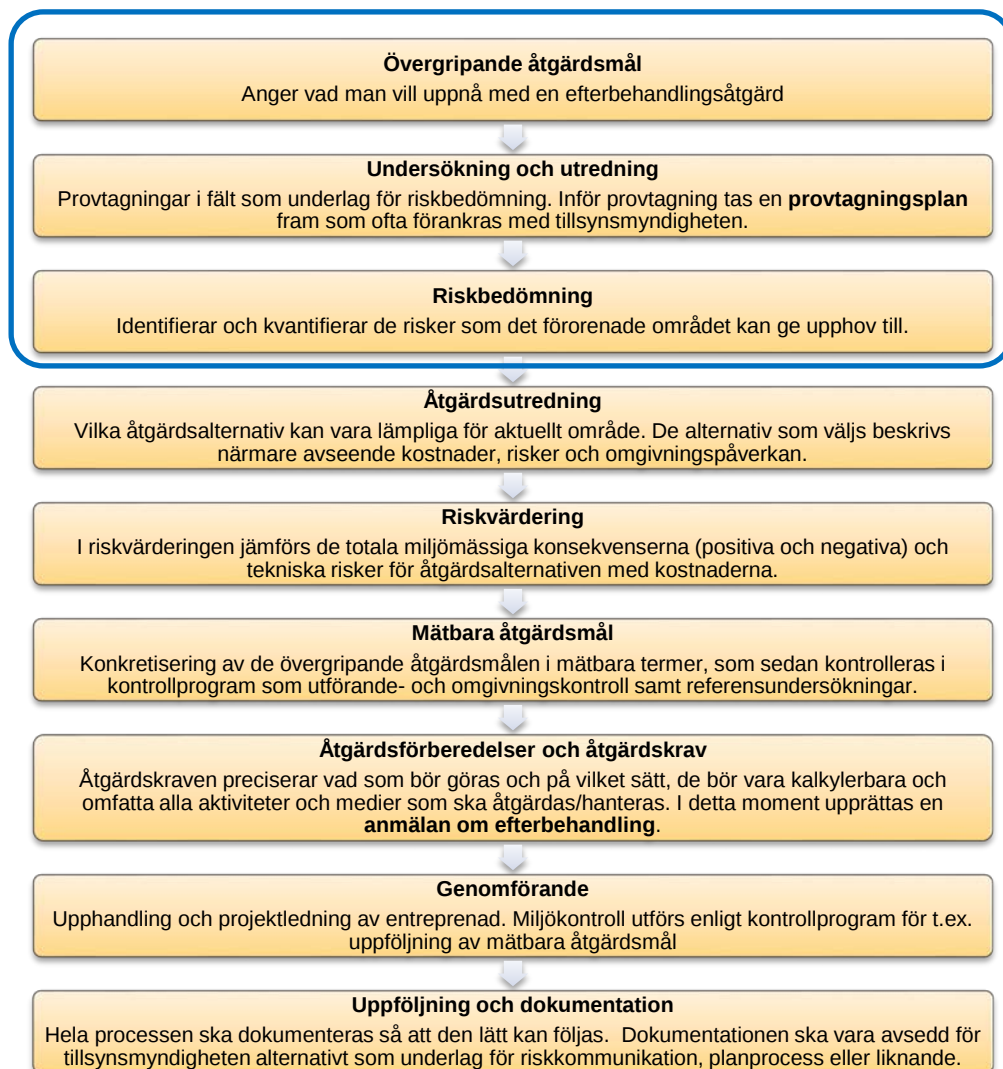 Övergripande åtgärdsmål
Anger vad man vill uppnå med en efterbehandlingsåtgärd
Undersökning och utredning
Provtagningar i fält som underlag för riskbedömning. Inför provtagning tas en provtagningsplan
fram som ofta förankras med tillsynsmyndigheten.
Riskbedömning
Identifierar och kvantifierar de risker som det förorenade området kan ge upphov till.
Åtgärdsutredning
Vilka åtgärdsalternativ kan vara lämpliga för aktuellt område. De alternativ som väljs beskrivs
närmare avseende kostnader, risker och omgivningspåverkan.
Riskvärdering
I riskvärderingen jämförs de totala miljömässiga konsekvenserna (positiva och negativa) och
tekniska risker för åtgärdsalternativen med kostnaderna.
Mätbara åtgärdsmål
Konkretisering av de övergripande åtgärdsmålen i mätbara termer, som sedan kontrolleras i
kontrollprogram som utförande- och omgivningskontroll samt referensundersökningar.
Åtgärdsförberedelser och åtgärdskrav
Åtgärdskraven preciserar vad som bör göras och på vilket sätt, de bör vara kalkylerbara och
omfatta alla aktiviteter och medier som ska åtgärdas/hanteras. I detta moment upprättas en
anmälan om efterbehandling.
Genomförande
Upphandling och projektledning av entreprenad. Miljökontroll utförs enligt kontrollprogram för t.ex.
uppföljning av mätbara åtgärdsmål
Uppföljning och dokumentation
Hela processen ska dokumenteras så att den lätt kan följas. Dokumentationen ska vara avsedd för
tillsynsmyndigheten alternativt som underlag för riskkommunikation, planprocess eller liknande.